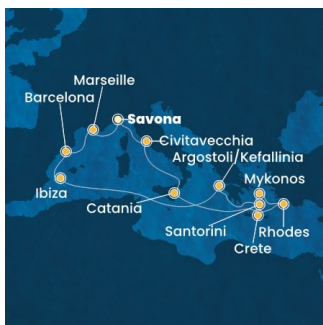 Marseille
Barcelona
Savona
Civitavecchia
Argostoli/Kefallinia
Mykonos
Ibiza
Catania
Santorini
Rhodes
Crete